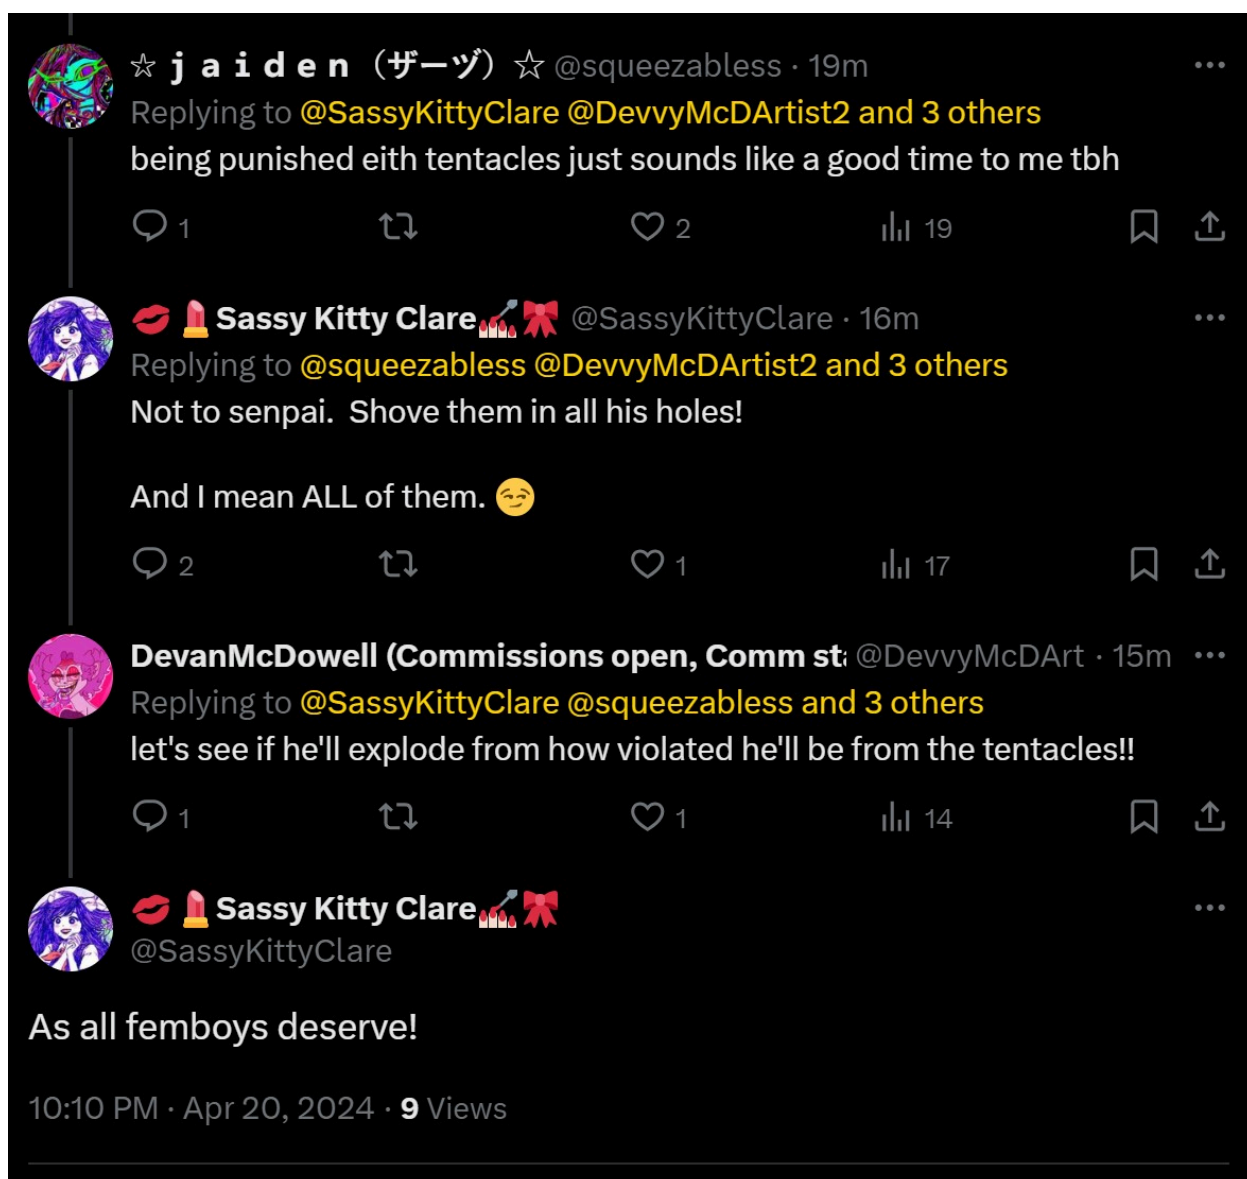 ☆ j a i d e n （ザーヅ） ☆ @squeezabless · 19m
Replying to @SassyKittyClare @DevvyMcDArtist2 and 3 others
being punished eith tentacles just sounds like a good time to me tbh
1 2 19
💋💄Sassy Kitty Clare💅🎀 @SassyKittyClare · 16m
Replying to @squeezabless @DevvyMcDArtist2 and 3 others
Not to senpai.  Shove them in all his holes!
And I mean ALL of them. 😏
2 1 17
DevanMcDowell (Commissions open, Comm sta @DevvyMcDArt · 15m
Replying to @SassyKittyClare @squeezabless and 3 others
let's see if he'll explode from how violated he'll be from the tentacles!!
1 1 14
💋💄Sassy Kitty Clare💅🎀
@SassyKittyClare
As all femboys deserve!
10:10 PM · Apr 20, 2024 · 9 Views